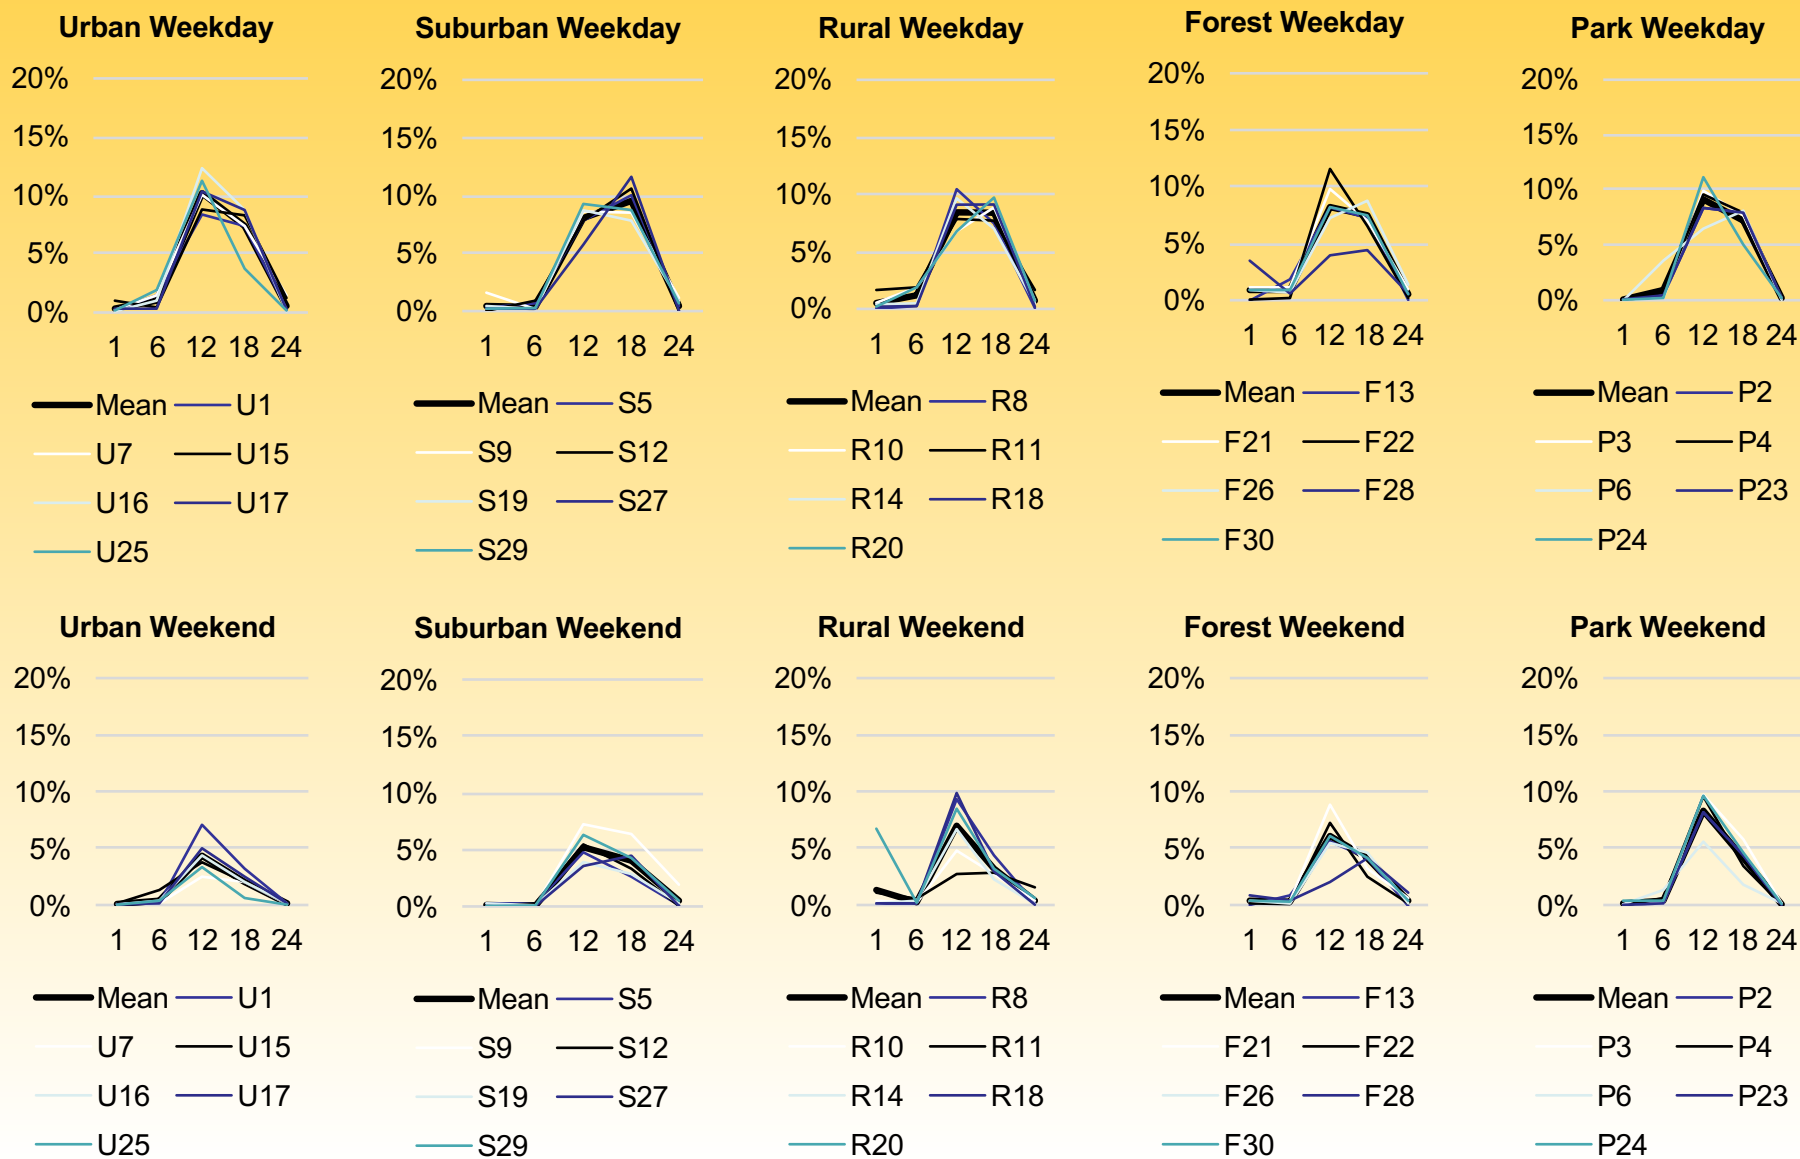 Urban Weekday
20%
15%
10%
5%
0%
1 6 12 18 24
Mean U1
U7 U15
U16 U17
U25
Suburban Weekday
20%
15%
10%
5%
0%
1 6 12 18 24
Mean S5
S9 S12
S19 S27
S29
Rural Weekday
20%
15%
10%
5%
0%
1 6 12 18 24
Mean R8
R10 R11
R14 R18
R20
Forest Weekday
20%
15%
10%
5%
0%
1 6 12 18 24
Mean F13
F21 F22
F26 F28
F30
Park Weekday
20%
15%
10%
5%
0%
1 6 12 18 24
Mean P2
P3 P4
P6 P23
P24
Urban Weekend
20%
15%
10%
5%
0%
1 6 12 18 24
Mean U1
U7 U15
U16 U17
U25
Suburban Weekend
20%
15%
10%
5%
0%
1 6 12 18 24
Mean S5
S9 S12
S19 S27
S29
Rural Weekend
20%
15%
10%
5%
0%
1 6 12 18 24
Mean R8
R10 R11
R14 R18
R20
Forest Weekend
20%
15%
10%
5%
0%
1 6 12 18 24
Mean F13
F21 F22
F26 F28
F30
Park Weekend
20%
15%
10%
5%
0%
1 6 12 18 24
Mean P2
P3 P4
P6 P23
P24